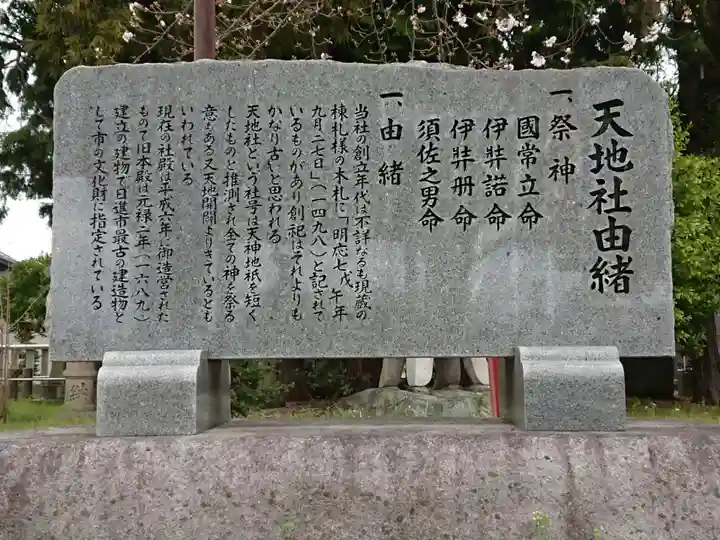 天地社由緒
一、祭神
國常立命
伊弉諾命
伊弉册命
須佐之男命
一、由緒
当社の創立年代は不詳なるも現蔵の
棟札様の木札に「明応七戊午年
九月二七日」(一四九八)と記されて
いるものがあり創祀はそれよりも
かなり古いと思われる
天地社という社号は天神地祇を短く
したものと推測され全ての神を祭る
意もある又天地開闢よりきているとも
いわれている
現在の社殿は平成六年に御造営された
もので旧本殿は元禄二年(一六八九)
建立の建物で日進市最古の建造物と
して市の文化財に指定されている